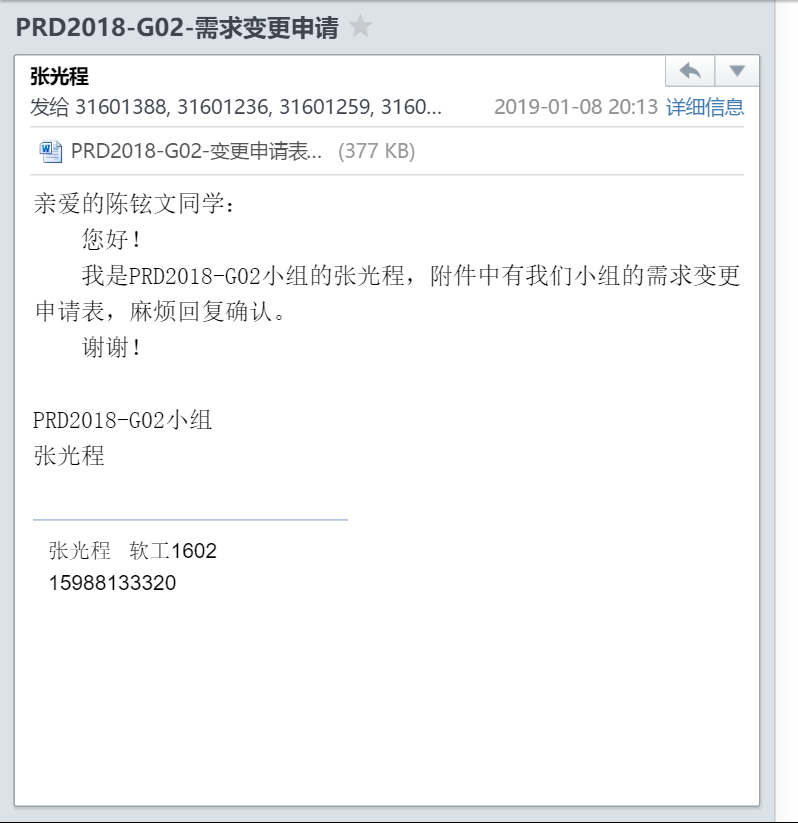 PRD2018-G02-需求变更申请
张光程
发给 31601388, 31601236, 31601259, 3160... 2019-01-08 20:13 详细信息
PRD2018-G02-变更申请表... (377 KB)
亲爱的陈铉文同学：
您好！
我是PRD2018-G02小组的张光程，附件中有我们小组的需求变更
申请表，麻烦回复确认。
谢谢！
PRD2018-G02小组
张光程
张光程 软工1602
15988133320